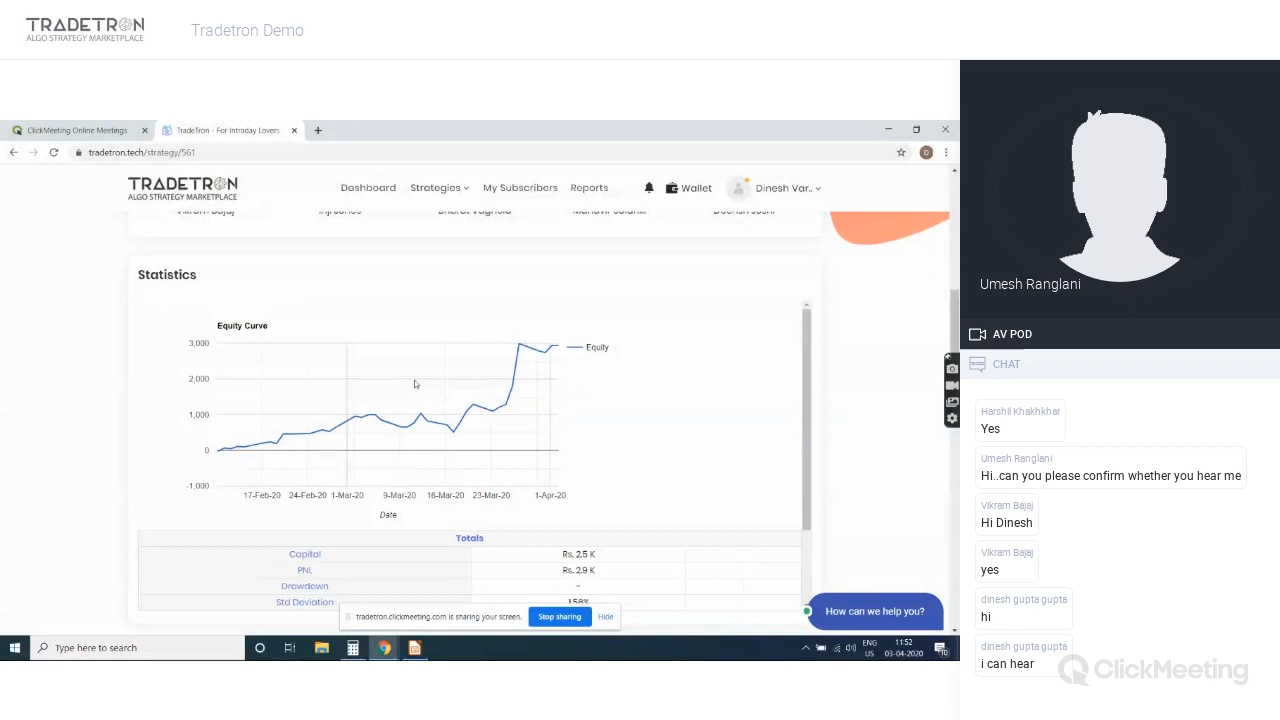 TRADETRON
ALGO STRATEGY MARKETPLACE
Tradetron Demo
ClickMeeting Online Meetings
TradeTron - For Intraday Lovers
tradetron.tech/strategy/561
TRADETRON
ALGO STRATEGY MARKETPLACE
Dashboard
Strategies
My Subscribers
Reports
Wallet
Dinesh Var..
Vikram Bajaj
Statistics
Equity Curve
Equity
3,000
2,000
1,000
0
-1,000
17-Feb-20
24-Feb-20
1-Mar-20
9-Mar-20
16-Mar-20
23-Mar-20
1-Apr-20
Date
Totals
Capital
Rs. 2.5 K
PNL
Rs. 2.9 K
Drawdown
-
Std Deviation
tradetron.clickmeeting.com is sharing your screen.
Stop sharing
Hide
How can we help you?
Type here to search
ENG
US
11:52
03-04-2020
Umesh Ranglani
AV POD
CHAT
Harshil Khakhkhar
Yes
Umesh Ranglani
Hi..can you please confirm whether you hear me
Vikram Bajaj
Hi Dinesh
Vikram Bajaj
yes
dinesh gupta gupta
hi
dinesh gupta gupta
i can hear
ClickMeeting